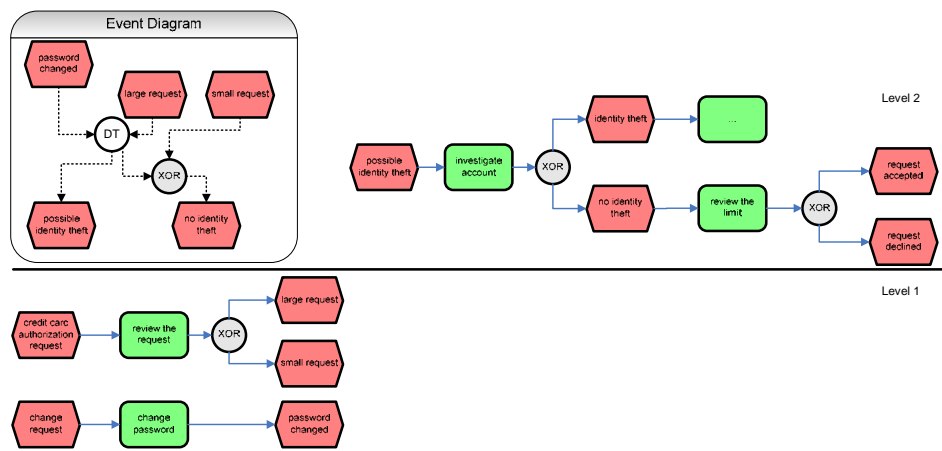 Event Diagram
password
changed
large request
small request
DT
XOR
possible
identity theft
no identity
theft
Level 2
possible
identity theft
investigate
account
XOR
identity theft
...
no identity
theft
review the
limit
XOR
request
accepted
request
declined
Level 1
credit carc
authorization
request
review the
request
XOR
large request
small request
change
request
change
password
password
changed